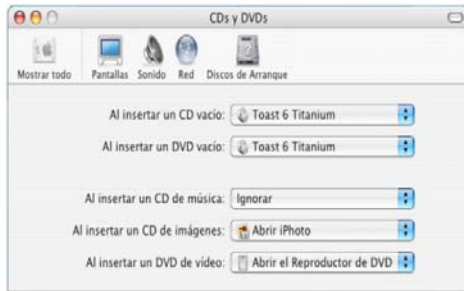 CDs y DVDs
Mostrar todo Pantallas Sonido Red Discos de Arranque
Al insertar un CD vacío: Toast 6 Titanium
Al insertar un DVD vacío: Toast 6 Titanium
Al insertar un CD de música: Ignorar
Al insertar un CD de imágenes: Abrir iPhoto
Al insertar un DVD de vídeo: Abrir el Reproductor de DVD